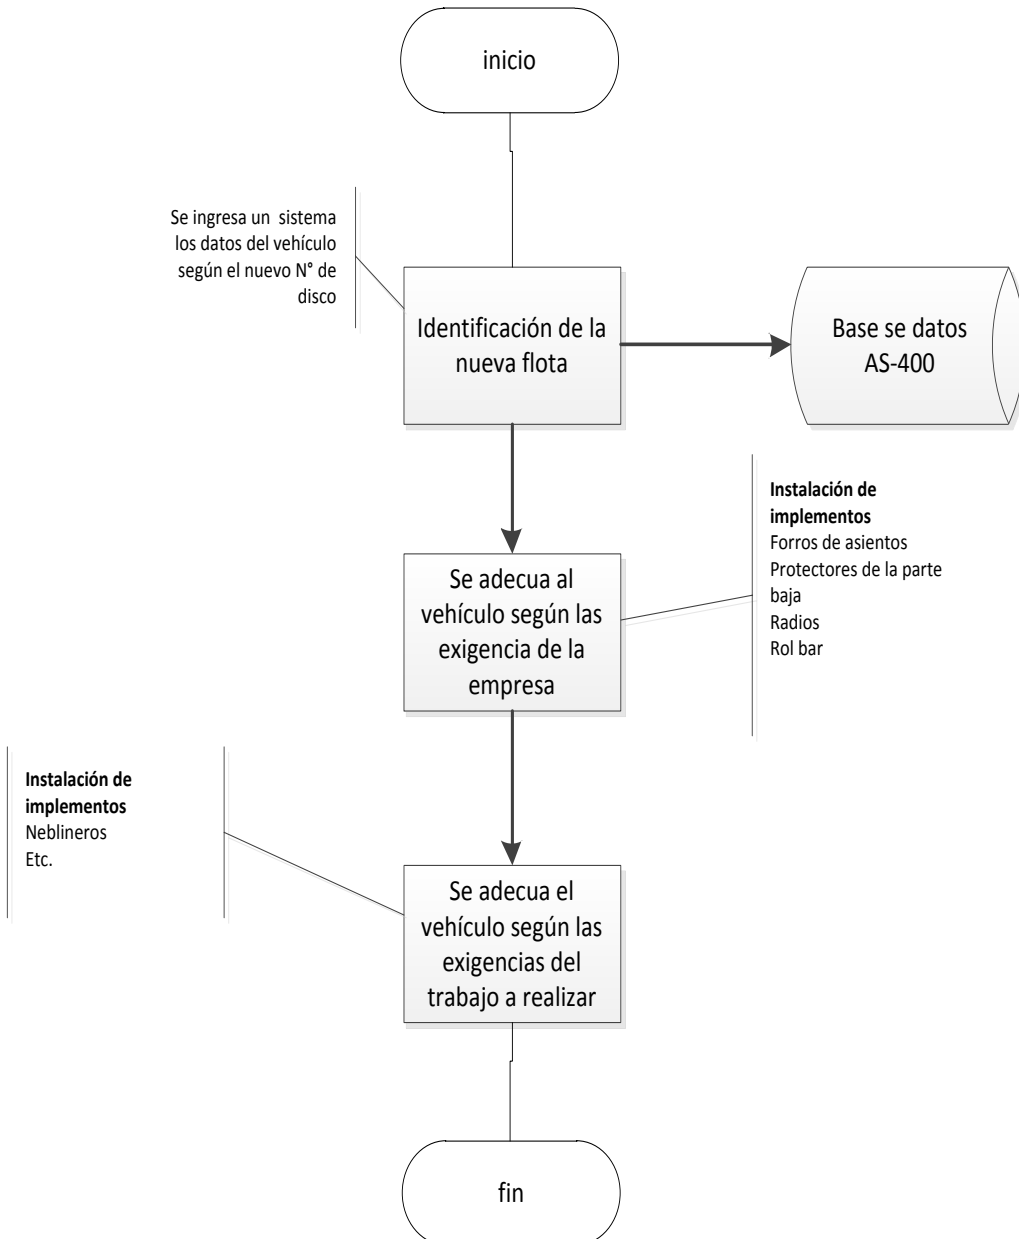 inicio
Se ingresa un  sistema
los datos del vehículo
según el nuevo N° de
disco
Identificación de la
nueva flota
Base se datos
AS-400
Instalación de
implementos
Forros de asientos
Protectores de la parte
baja
Radios
Rol bar
Se adecua al
vehículo según las
exigencia de la
empresa
Instalación de
implementos
Neblineros
Etc.
Se adecua el
vehículo según las
exigencias del
trabajo a realizar
fin